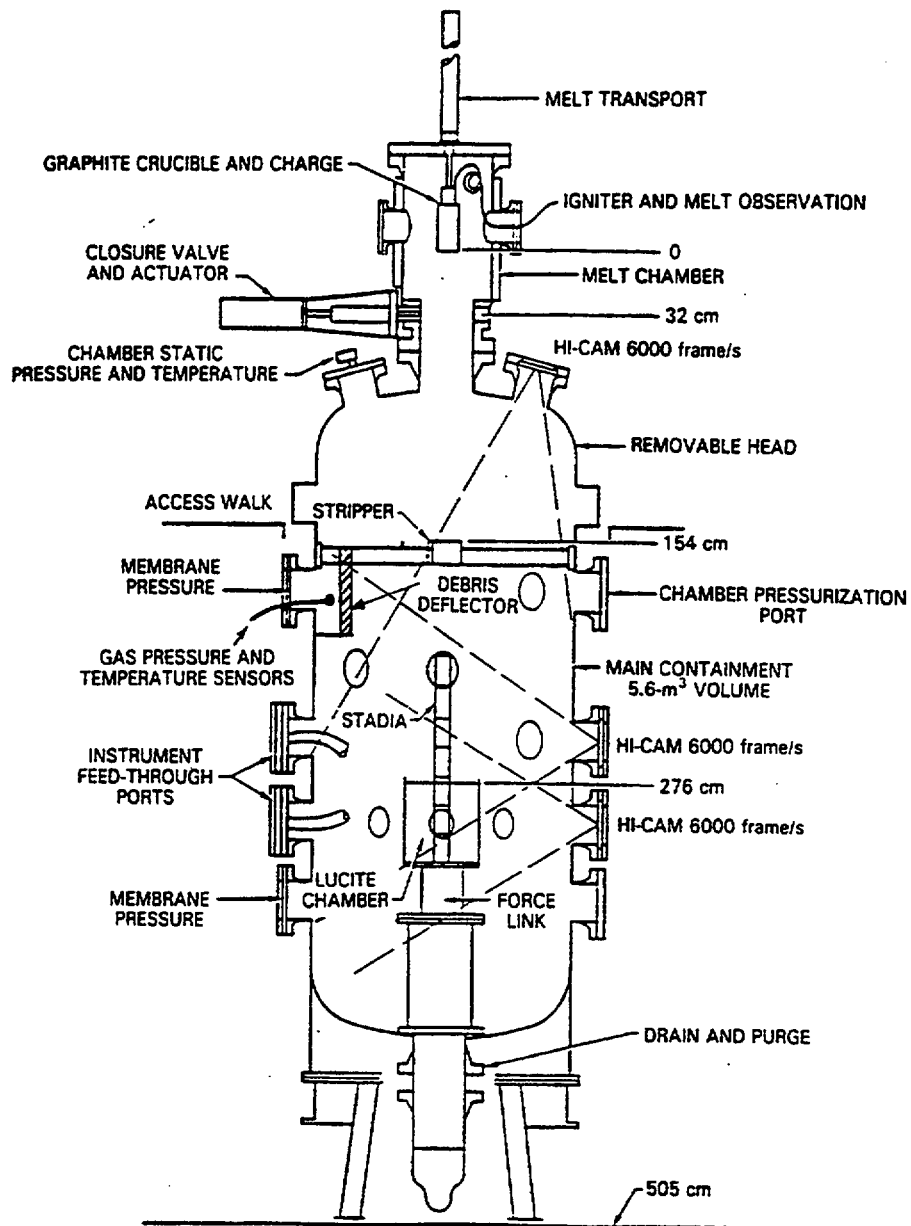 MELT TRANSPORT
GRAPHITE CRUCIBLE AND CHARGE
IGNITER AND MELT OBSERVATION
0
CLOSURE VALVE
AND ACTUATOR
MELT CHAMBER
32 cm
HI-CAM 6000 frame/s
CHAMBER STATIC
PRESSURE AND TEMPERATURE
REMOVABLE HEAD
ACCESS WALK
STRIPPER
154 cm
MEMBRANE
PRESSURE
DEBRIS
DEFLECTOR
CHAMBER PRESSURIZATION
PORT
GAS PRESSURE AND
TEMPERATURE SENSORS
MAIN CONTAINMENT
5.6-m³ VOLUME
STADIA
HI-CAM 6000 frame/s
INSTRUMENT
FEED-THROUGH
PORTS
276 cm
HI-CAM 6000 frame/s
LUCITE
CHAMBER
MEMBRANE
PRESSURE
FORCE
LINK
DRAIN AND PURGE
505 cm